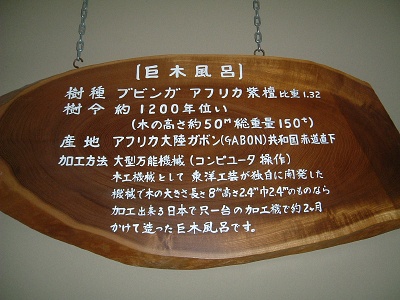 〔巨木風呂〕
樹種 ブビンガ アフリカ紫檀 比重1.32
樹令 約1200年位い
(木の高さ約50m 総重量150t)
産地 アフリカ大陸ガボン(GABON)共和国 赤道直下
加工方法 大型万能機械(コンピュータ操作)
木工機械として 東洋工芸が独自に開発した
機械で木の大きさ長さ8m高さ2.4m巾2.4mのものなら
加工出来る日本で只一台の加工機で約2ヶ月
かけて造った巨木風呂です。